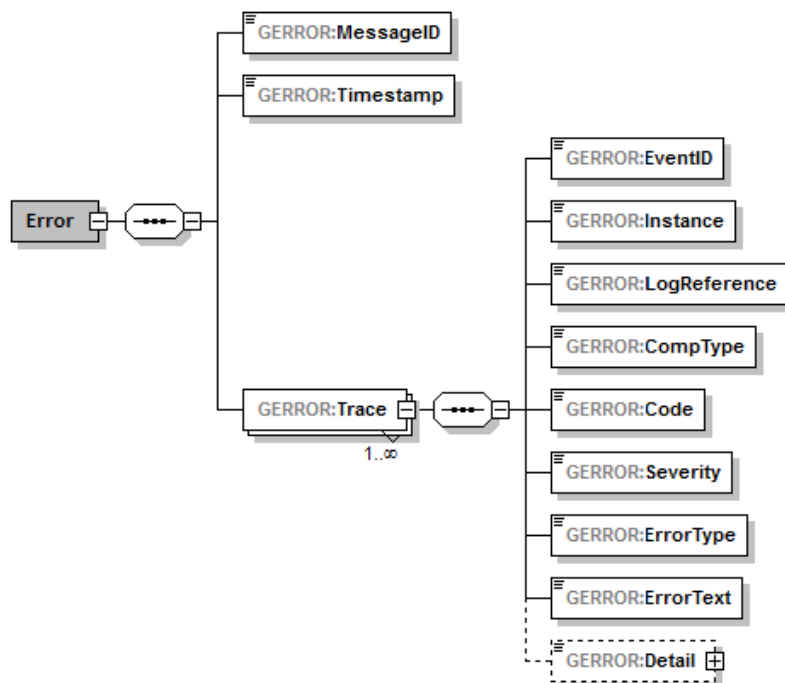 GERROR:MessageID
GERROR:Timestamp
Error
GERROR:Trace
1..∞
GERROR:EventID
GERROR:Instance
GERROR:LogReference
GERROR:CompType
GERROR:Code
GERROR:Severity
GERROR:ErrorType
GERROR:ErrorText
GERROR:Detail